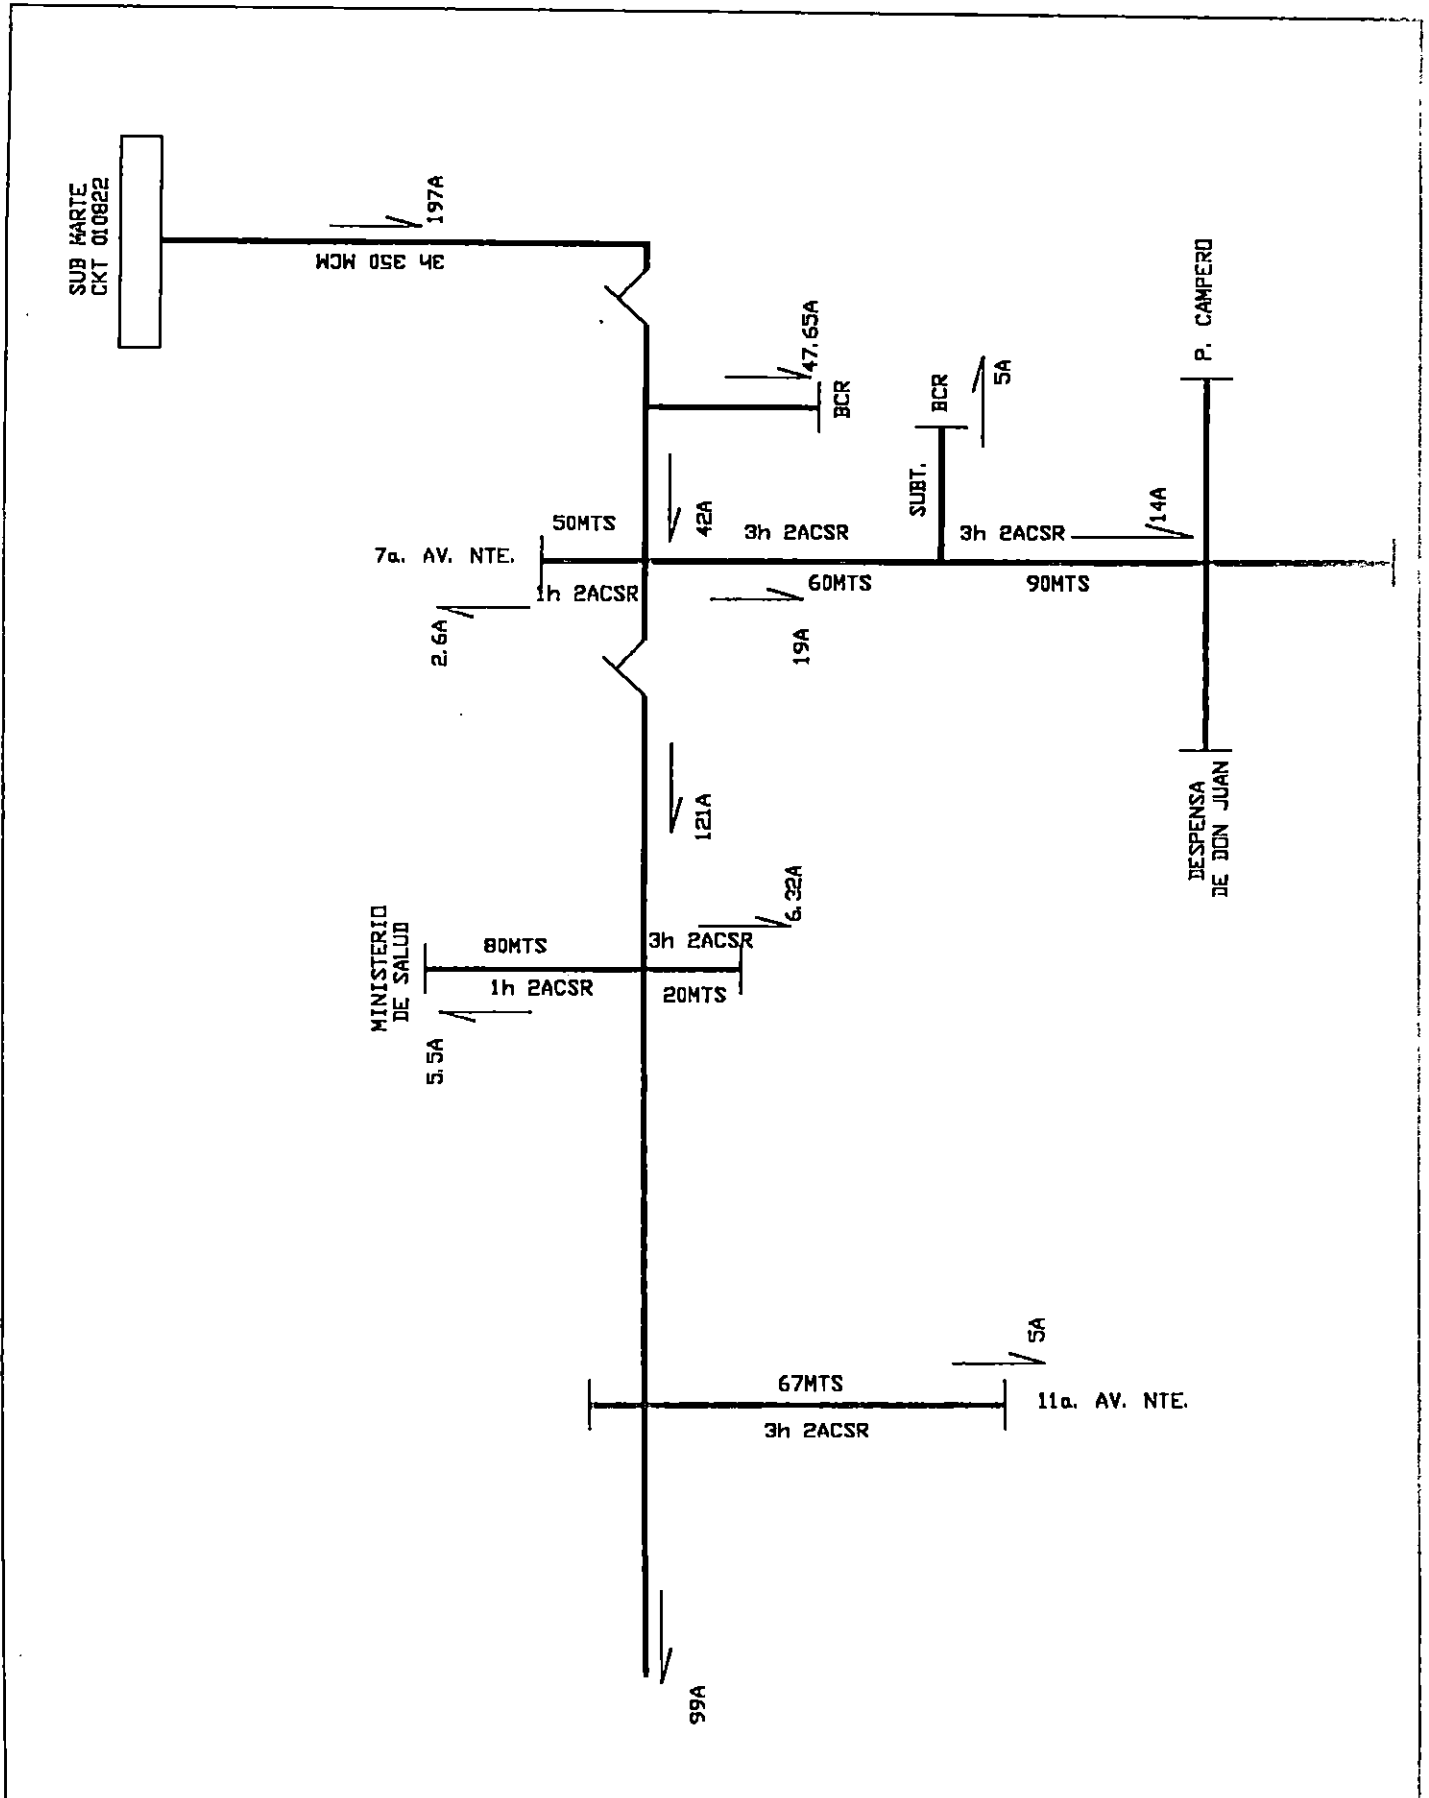 SUB MARTE
CKT 010822
197A
3h 350 MCM
47.65A
BCR
BCR
5A
SUBT.
P. CAMPERO
42A
50MTS
7a. AV. NTE.
1h 2ACSR
2.6A
3h 2ACSR
60MTS
19A
3h 2ACSR
90MTS
14A
DESPENSA
DE DON JUAN
121A
6.32A
MINISTERIO
DE SALUD
80MTS
1h 2ACSR
3h 2ACSR
20MTS
5.5A
5A
67MTS
3h 2ACSR
11a. AV. NTE.
99A